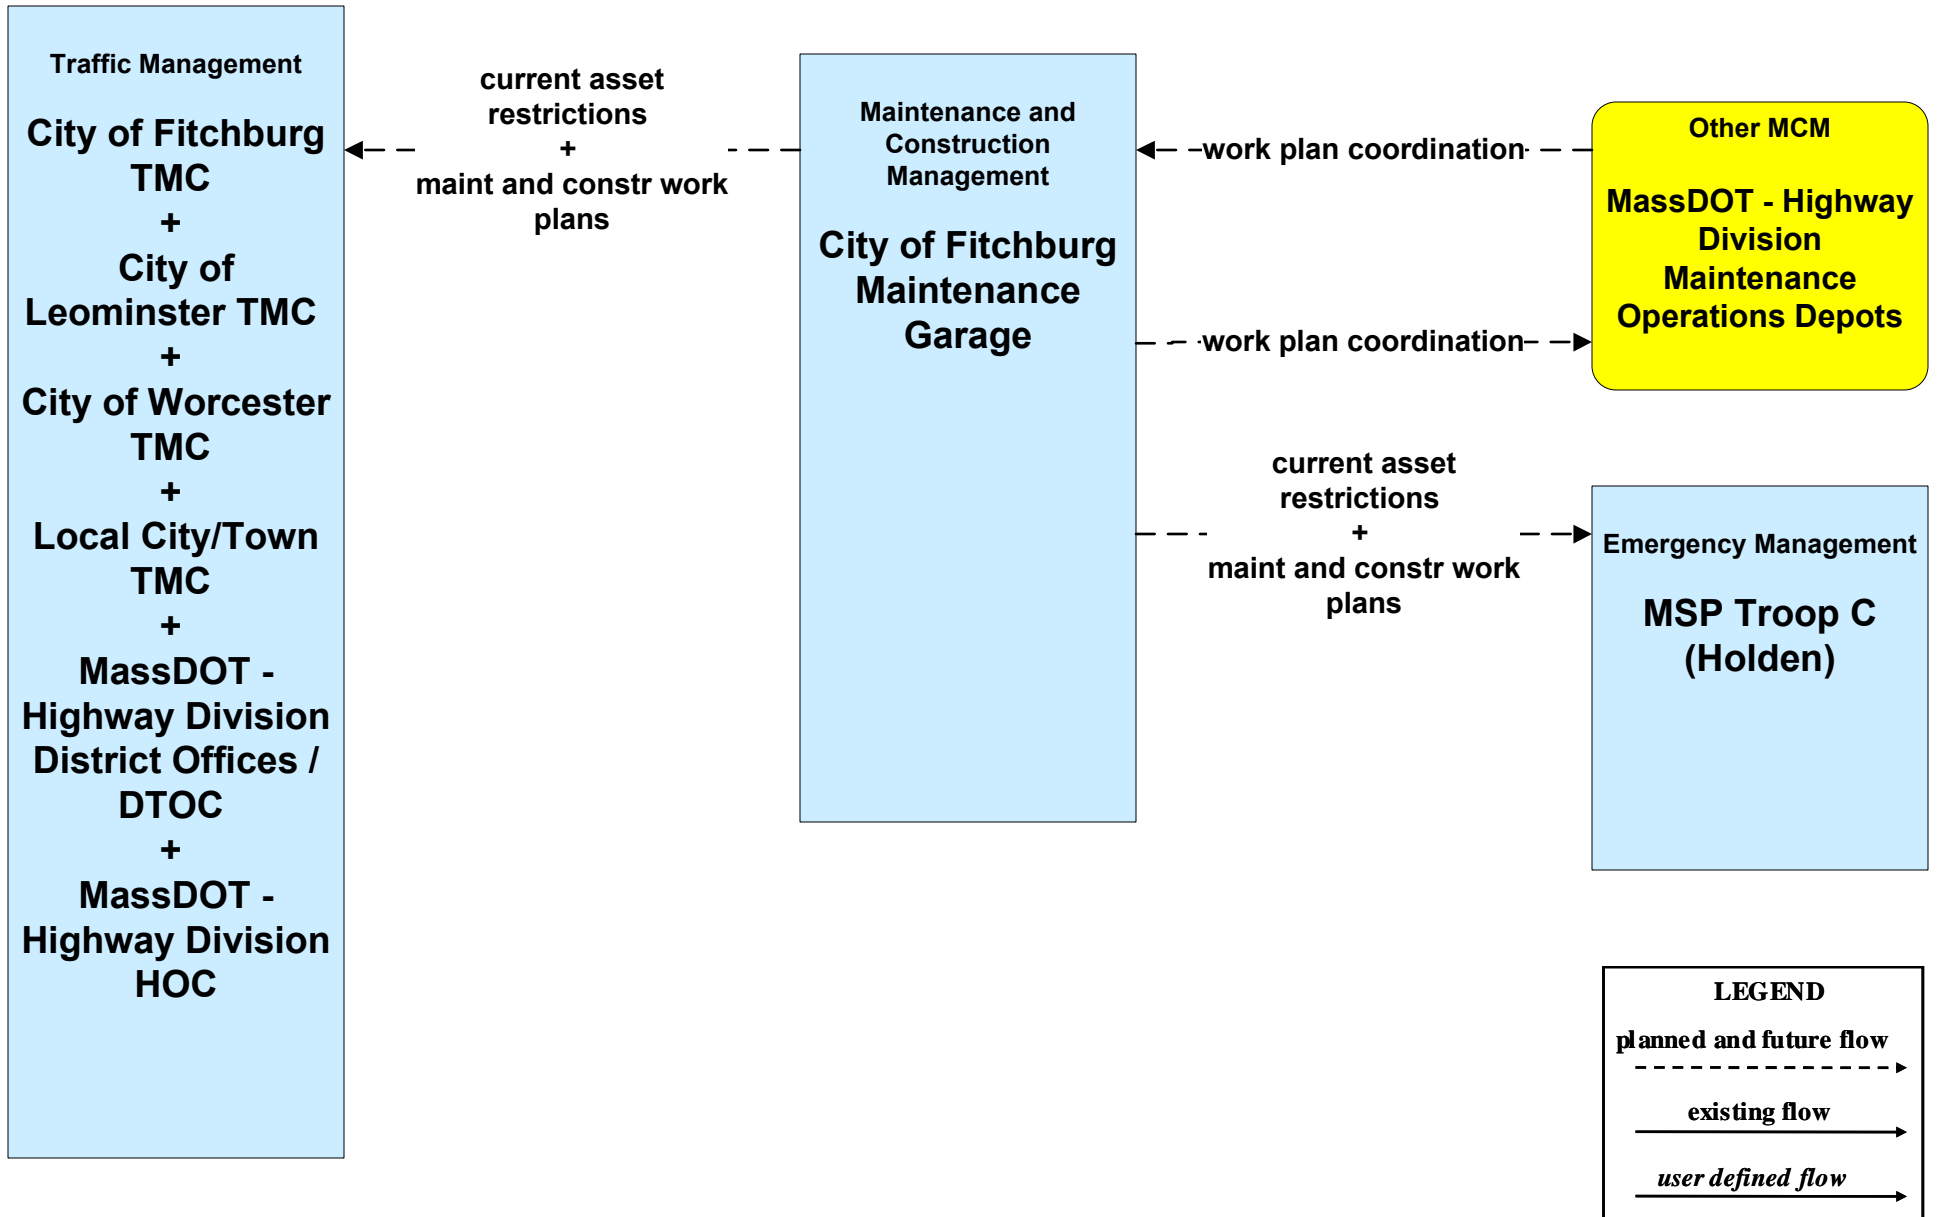 Traffic Management
City of Fitchburg
TMC
+
City of
Leominster TMC
+
City of Worcester
TMC
+
Local City/Town
TMC
+
MassDOT -
Highway Division
District Offices /
DTOC
+
MassDOT -
Highway Division
HOC
current asset
restrictions
+
maint and constr work
plans
Maintenance and
Construction
Management
City of Fitchburg
Maintenance
Garage
work plan coordination
work plan coordination
current asset
restrictions
+
maint and constr work
plans
Other MCM
MassDOT - Highway
Division
Maintenance
Operations Depots
Emergency Management
MSP Troop C
(Holden)
LEGEND
planned and future flow
existing flow
user defined flow